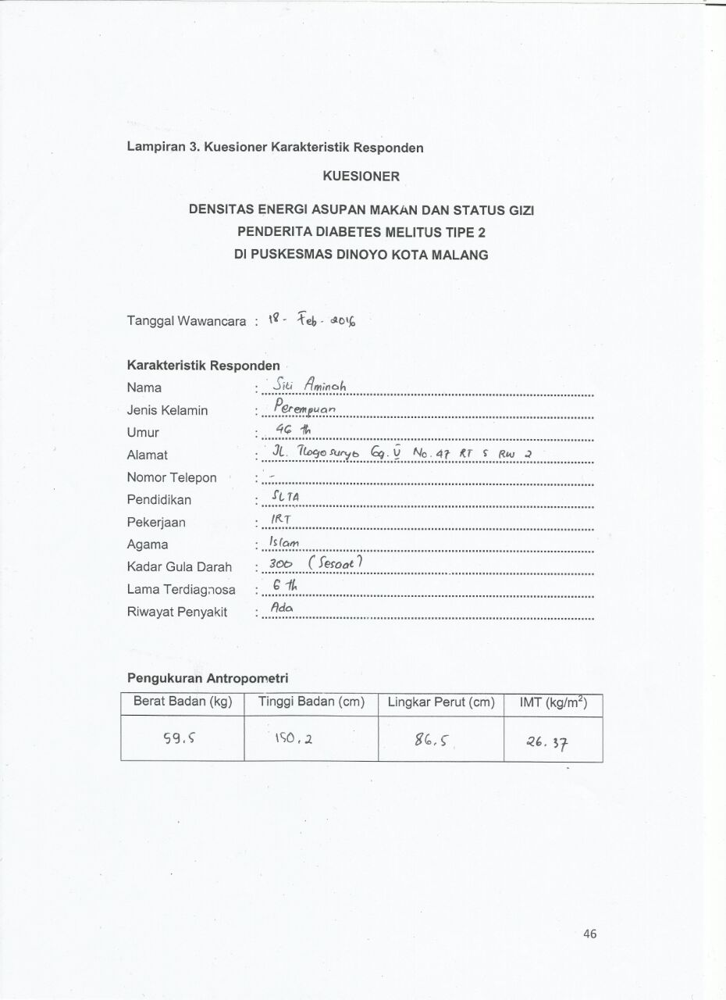 Lampiran 3. Kuesioner Karakteristik Responden
KUESIONER
DENSITAS ENERGI ASUPAN MAKAN DAN STATUS GIZI
PENDERITA DIABETES MELITUS TIPE 2
DI PUSKESMAS DINOYO KOTA MALANG
Tanggal Wawancara : 18 - Feb - 2016
Karakteristik Responden
Nama : Siti Aminah
Jenis Kelamin : Perempuan
Umur : 46 th
Alamat : JL. Tlogo suryo Gg. V No. 47 RT 5 RW 2
Nomor Telepon : -
Pendidikan : SLTA
Pekerjaan : IRT
Agama : Islam
Kadar Gula Darah : 300 (Sesaat)
Lama Terdiagnosa : 6 th
Riwayat Penyakit : Ada
Pengukuran Antropometri
Berat Badan (kg) Tinggi Badan (cm) Lingkar Perut (cm) IMT (kg/m²)
59.5 150.2 86.5 26.37
46